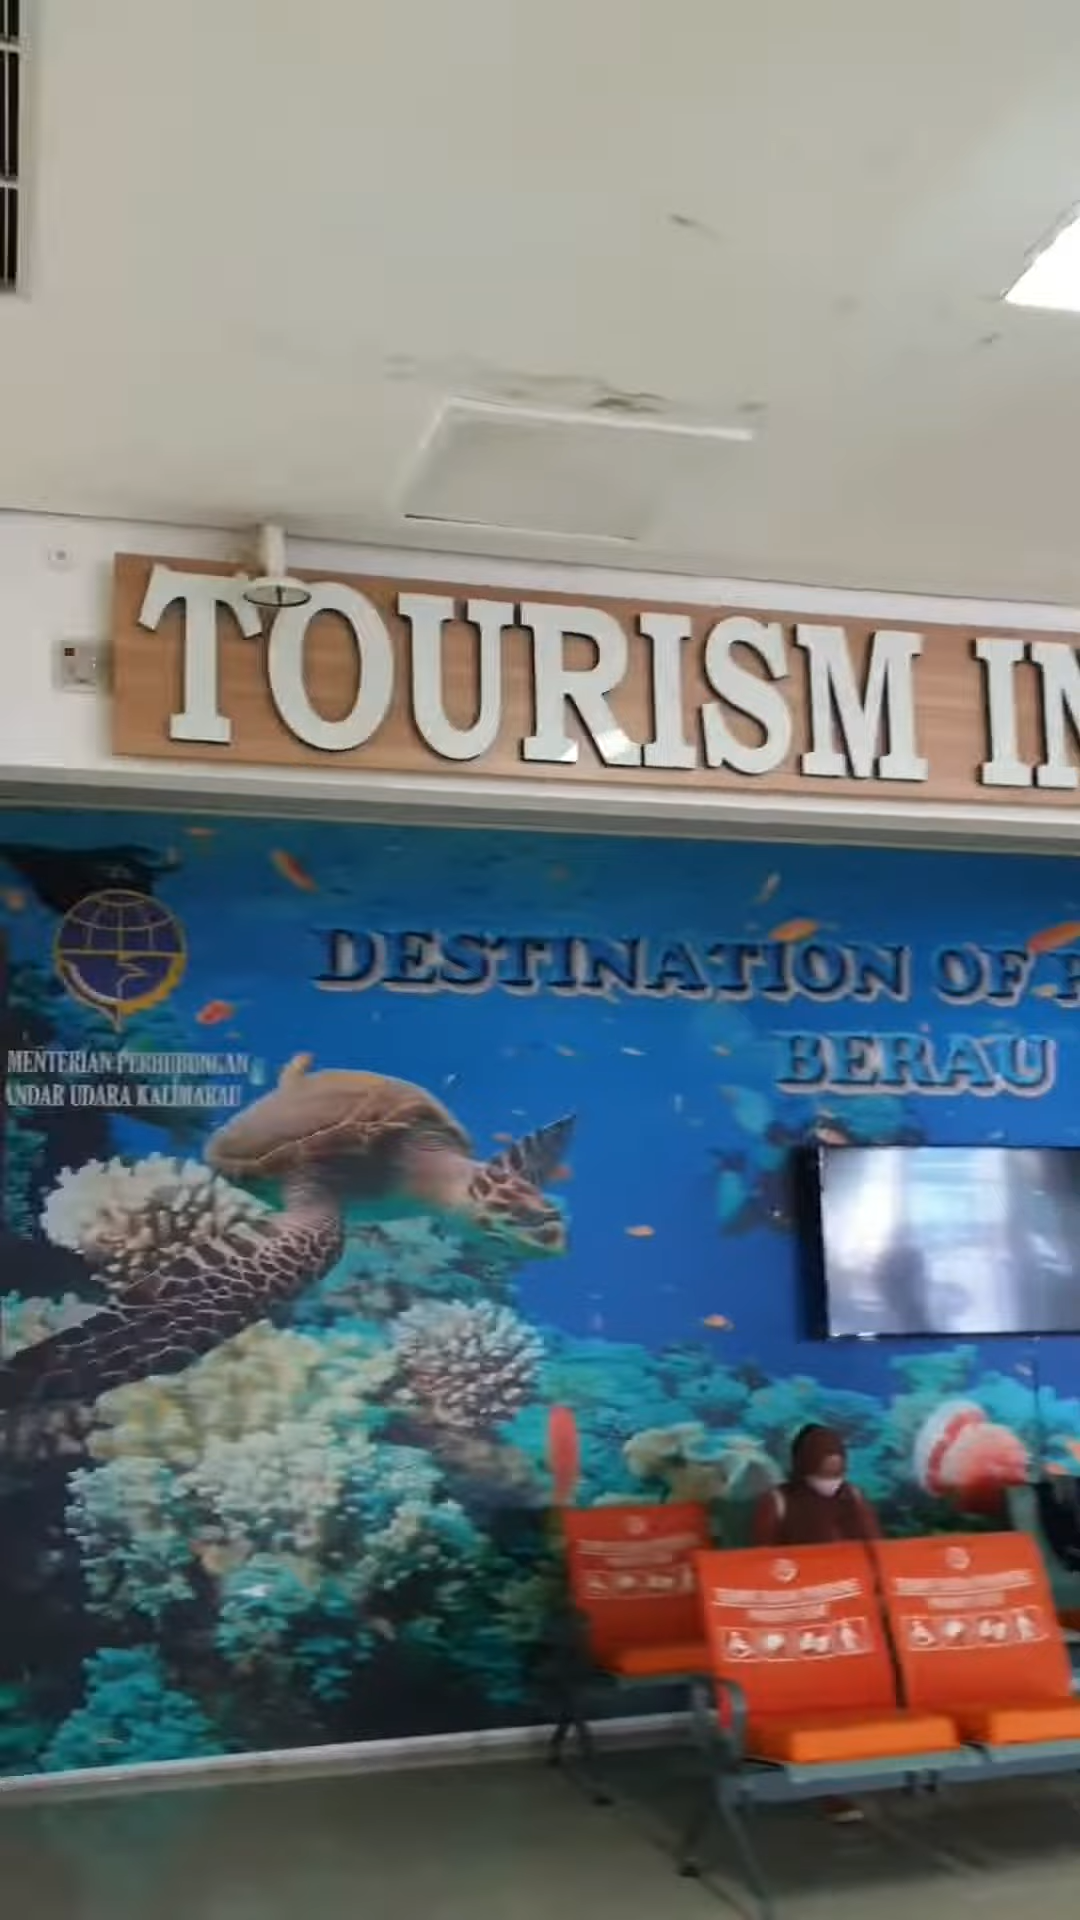 TOURISM IN
DESTINATION OF
BERAU
MENTERIAN PERHUBUNGAN
ANDAR UDARA KALIMARAU